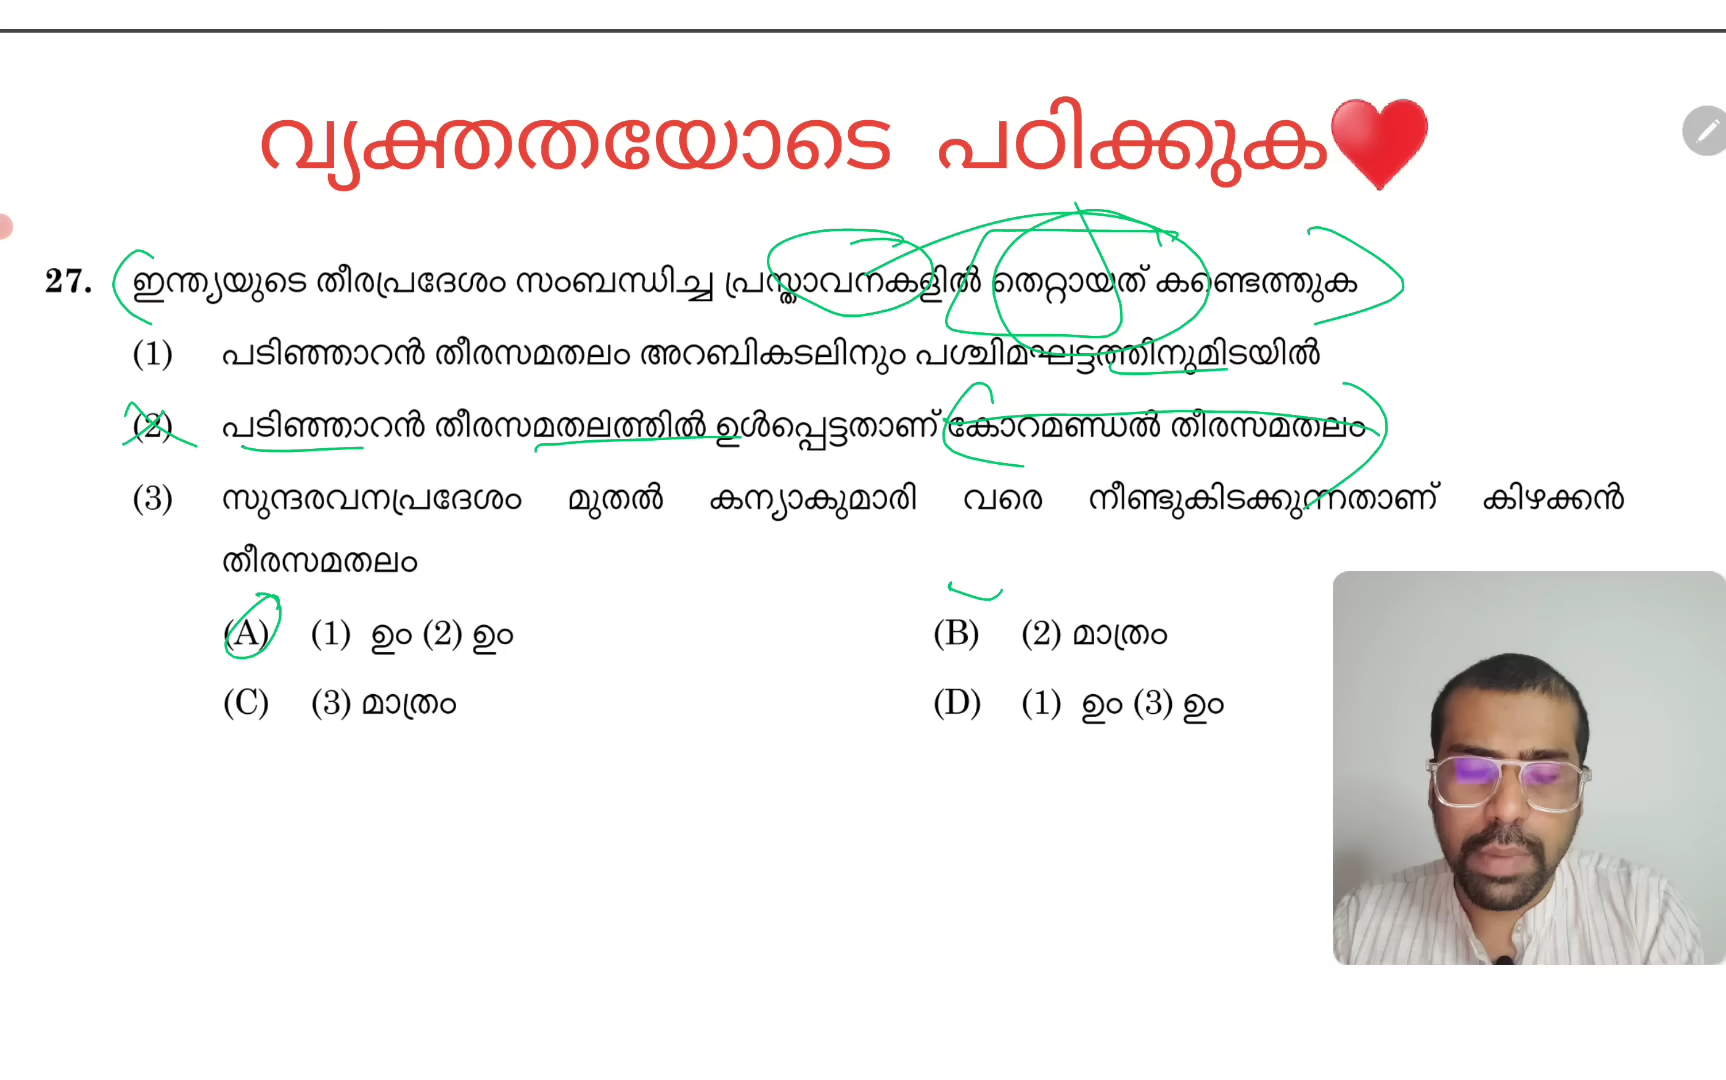 വ്യക്തതയോടെ പഠിക്കുക❤
27. ഇന്ത്യയുടെ തീരപ്രദേശം സംബന്ധിച്ച പ്രസ്താവനകളിൽ തെറ്റായത് കണ്ടെത്തുക
(1) പടിഞ്ഞാറൻ തീരസമതലം അറബികടലിനും പശ്ചിമഘട്ടത്തിനുമിടയിൽ
(2) പടിഞ്ഞാറൻ തീരസമതലത്തിൽ ഉൾപ്പെട്ടതാണ് കോറമണ്ഡൽ തീരസമതലം
(3) സുന്ദരവനപ്രദേശം മുതൽ കന്യാകുമാരി വരെ നീണ്ടുകിടക്കുന്നതാണ് കിഴക്കൻ
തീരസമതലം
(A) (1) ഉം (2) ഉം (B) (2) മാത്രം
(C) (3) മാത്രം (D) (1) ഉം (3) ഉം